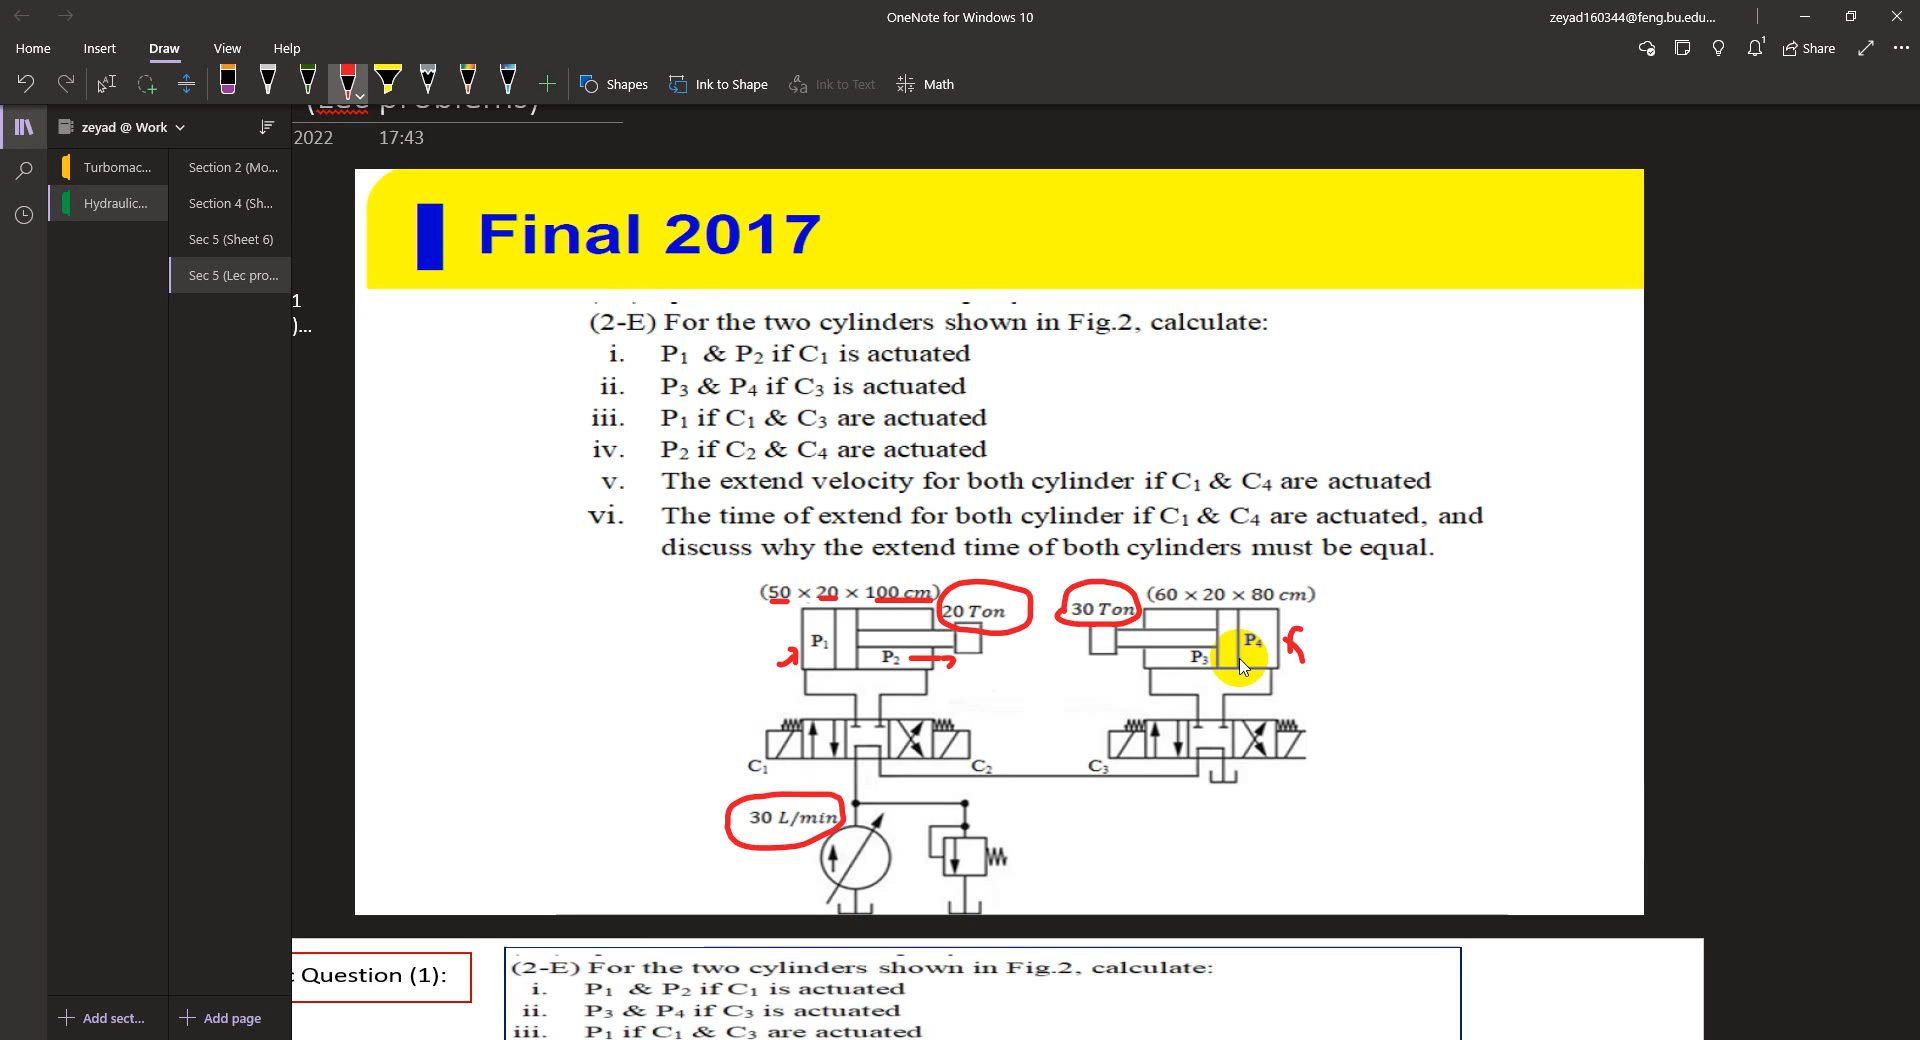 OneNote for Windows 10
zeyad160344@feng.bu.edu...
Home Insert Draw View Help
1 Share
Shapes Ink to Shape Ink to Text Math
(Lec problems)
zeyad @ Work
2022 17:43
Turbomac...
Hydraulic...
Section 2 (Mo...
Section 4 (Sh...
Sec 5 (Sheet 6)
Sec 5 (Lec pro...
1
)...
Final 2017
(2-E) For the two cylinders shown in Fig.2, calculate:
i. P₁ & P₂ if C₁ is actuated
ii. P₃ & P₄ if C₃ is actuated
iii. P₁ if C₁ & C₃ are actuated
iv. P₂ if C₂ & C₄ are actuated
v. The extend velocity for both cylinder if C₁ & C₄ are actuated
vi. The time of extend for both cylinder if C₁ & C₄ are actuated, and
discuss why the extend time of both cylinders must be equal.
(50 × 20 × 100 cm) (60 × 20 × 80 cm)
20 Ton 30 Ton
P₁ P₄
P₂ P₃
C₁ C₂ C₃
30 L/min
: Question (1):
(2-E) For the two cylinders shown in Fig.2, calculate:
i. P₁ & P₂ if C₁ is actuated
ii. P₃ & P₄ if C₃ is actuated
iii. P₁ if C₁ & C₃ are actuated
Add sect... Add page